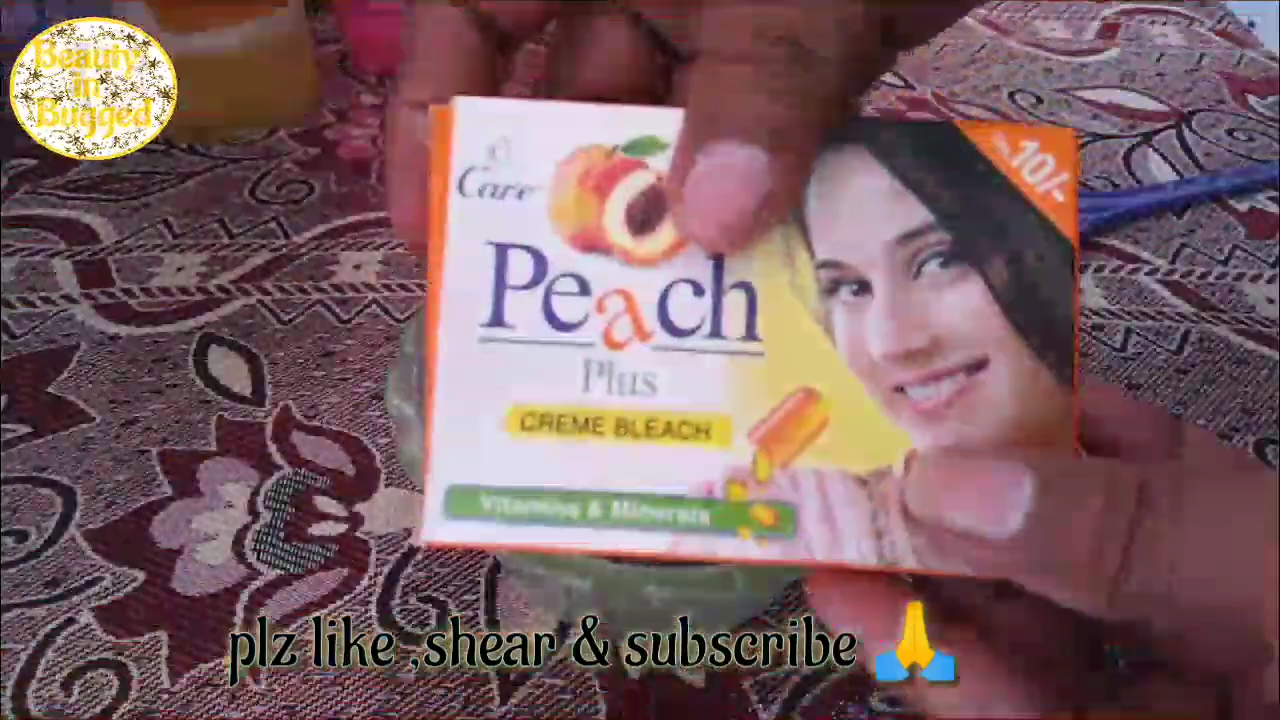 Beauty
in
Bugged
10/-
Care
Peach
Plus
CREME BLEACH
Vitamins & Minerals
plz like ,shear & subscribe 🙏